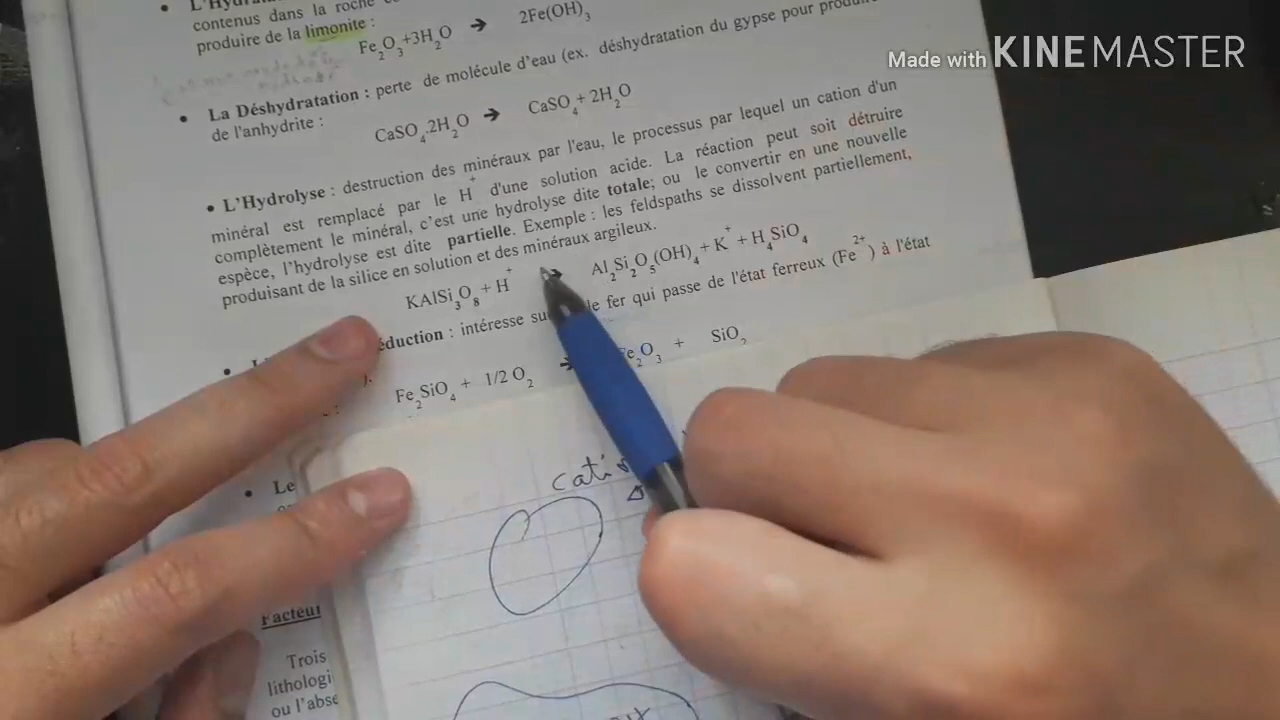 contenus dans la roche
produire de la limonite :
Fe2O3+3H2O ➔ 2Fe(OH)3
Made with KINEMASTER
• La Déshydratation : perte de molécule d'eau (ex. déshydratation du gypse pour produire
de l'anhydrite :
CaSO4.2H2O ➔ CaSO4+ 2H2O
• L'Hydrolyse : destruction des minéraux par l'eau, le processus par lequel un cation d'un
minéral est remplacé par le H+ d'une solution acide. La réaction peut soit détruire
complètement le minéral, c'est une hydrolyse dite totale; ou le convertir en une nouvelle
espèce, l'hydrolyse est dite partielle. Exemple : les feldspaths se dissolvent partiellement,
produisant de la silice en solution et des minéraux argileux.
KAlSi3O8 + H+ ➔ Al2Si2O5(OH)4 + K+ + H4SiO4
éduction : intéresse le fer qui passe de l'état ferreux (Fe2+) à l'état
Fe2SiO4 + 1/2 O2 ➔ Fe2O3 + SiO2
cati
• Le
Facteur
Trois
lithologi
ou l'abse